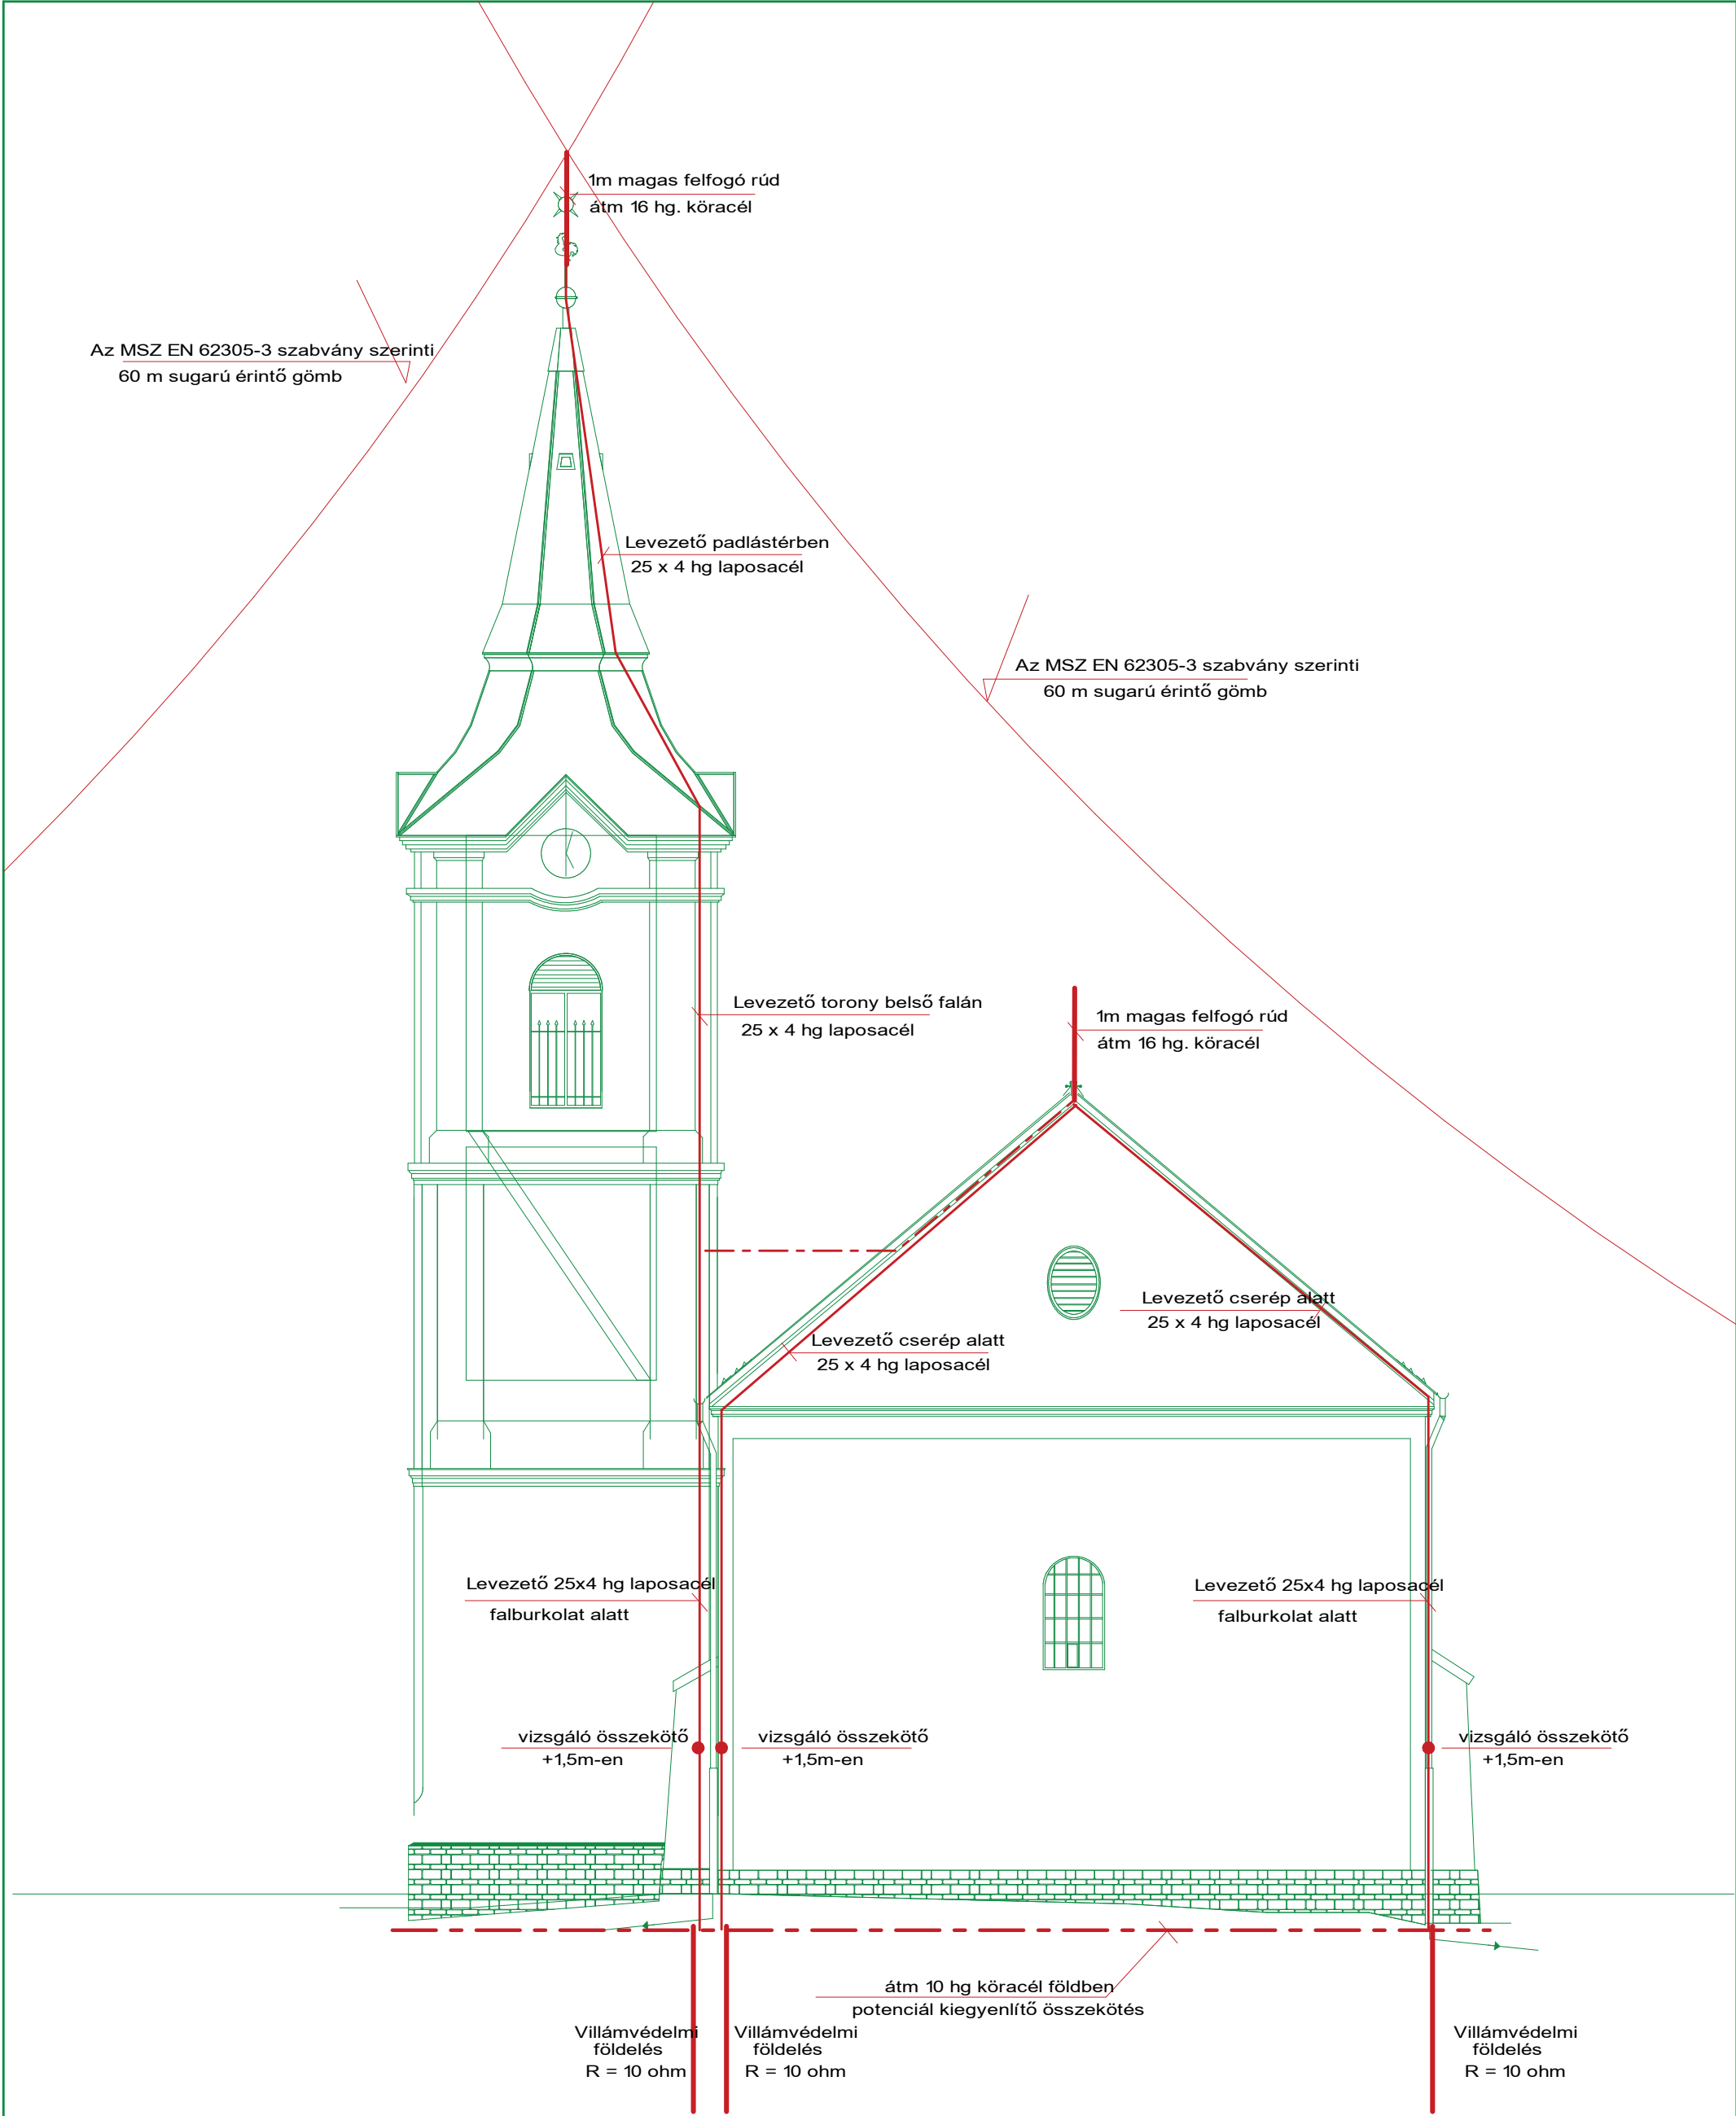 1m magas felfogó rúd
átm 16 hg. köracél
Az MSZ EN 62305-3 szabvány szerinti
60 m sugarú érintő gömb
Levezető padlástérben
25 x 4 hg laposacél
Az MSZ EN 62305-3 szabvány szerinti
60 m sugarú érintő gömb
Levezető torony belső falán
25 x 4 hg laposacél
1m magas felfogó rúd
átm 16 hg. köracél
Levezető cserép alatt
25 x 4 hg laposacél
Levezető cserép alatt
25 x 4 hg laposacél
Levezető 25x4 hg laposacél
falburkolat alatt
Levezető 25x4 hg laposacél
falburkolat alatt
vizsgáló összekötő
+1,5m-en
vizsgáló összekötő
+1,5m-en
vizsgáló összekötő
+1,5m-en
átm 10 hg köracél földben
potenciál kiegyenlítő összekötés
Villámvédelmi
földelés
R = 10 ohm
Villámvédelmi
földelés
R = 10 ohm
Villámvédelmi
földelés
R = 10 ohm